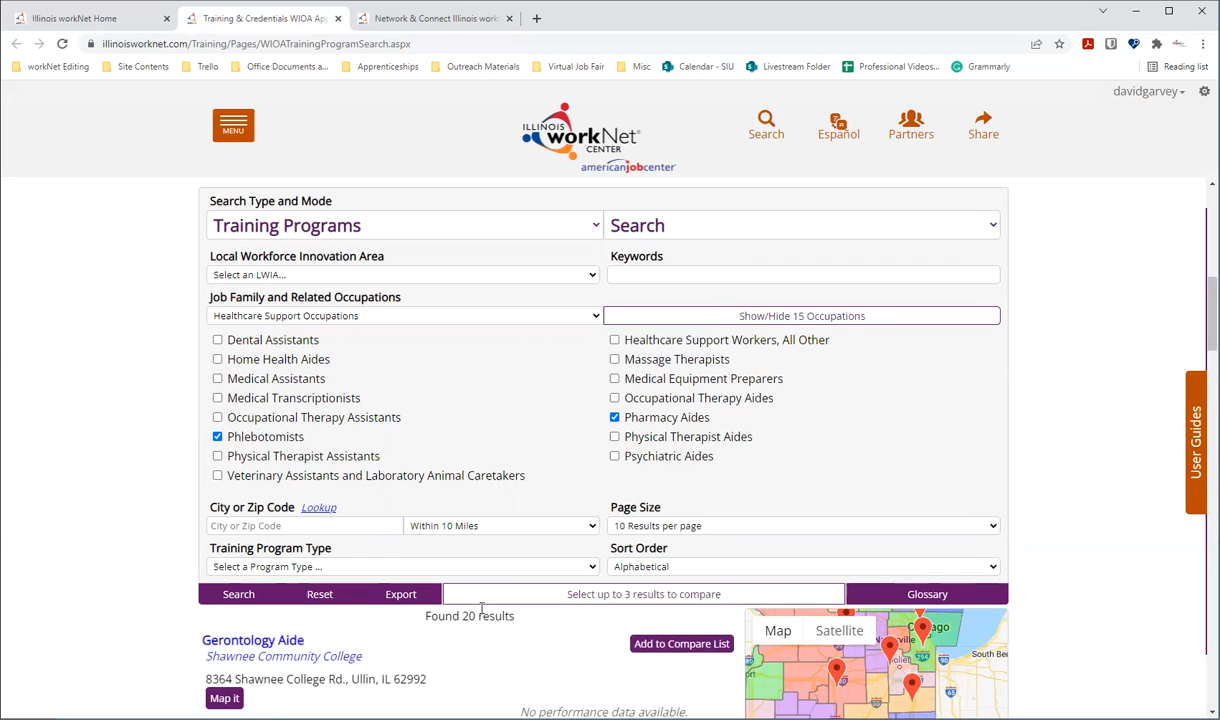 Illinois workNet Home
Training & Credentials WIOA Ap
Network & Connect Illinois work
illinoisworknet.com/Training/Pages/WIOATrainingProgramSearch.aspx
workNet Editing
Site Contents
Trello
Office Documents a...
Apprenticeships
Outreach Materials
Virtual Job Fair
Misc
Calendar - SIU
Livestream Folder
Professional Videos...
Grammarly
Reading list
davidgarvey
MENU
ILLINOIS
workNet
CENTER
americanjobcenter
Search
Español
Partners
Share
Search Type and Mode
Training Programs
Search
Local Workforce Innovation Area
Keywords
Select an LWIA...
Job Family and Related Occupations
Healthcare Support Occupations
Show/Hide 15 Occupations
Dental Assistants
Healthcare Support Workers, All Other
Home Health Aides
Massage Therapists
Medical Assistants
Medical Equipment Preparers
Medical Transcriptionists
Occupational Therapy Aides
Occupational Therapy Assistants
Pharmacy Aides
Phlebotomists
Physical Therapist Aides
Physical Therapist Assistants
Psychiatric Aides
Veterinary Assistants and Laboratory Animal Caretakers
User Guides
City or Zip Code Lookup
Page Size
City or Zip Code
Within 10 Miles
10 Results per page
Training Program Type
Sort Order
Select a Program Type ...
Alphabetical
Search
Reset
Export
Select up to 3 results to compare
Glossary
Found 20 results
Gerontology Aide
Add to Compare List
Map
Satellite
Shawnee Community College
8364 Shawnee College Rd., Ullin, IL 62992
Map it
No performance data available.
South Ben